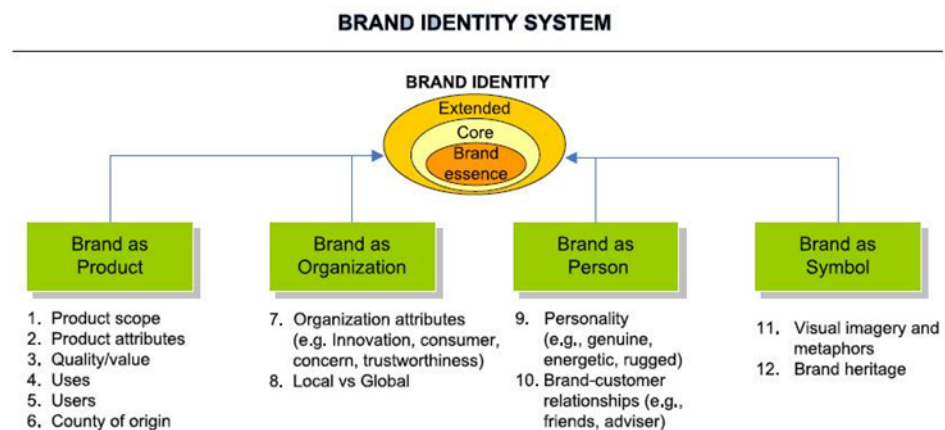 BRAND IDENTITY SYSTEM
BRAND IDENTITY
Extended
Core
Brand
essence
Brand as
Product
Brand as
Organization
Brand as
Person
Brand as
Symbol
1. Product scope
2. Product attributes
3. Quality/value
4. Uses
5. Users
6. County of origin
7. Organization attributes
(e.g. Innovation, consumer,
concern, trustworthiness)
8. Local vs Global
9. Personality
(e.g., genuine,
energetic, rugged)
10. Brand-customer
relationships (e.g.,
friends, adviser)
11. Visual imagery and
metaphors
12. Brand heritage